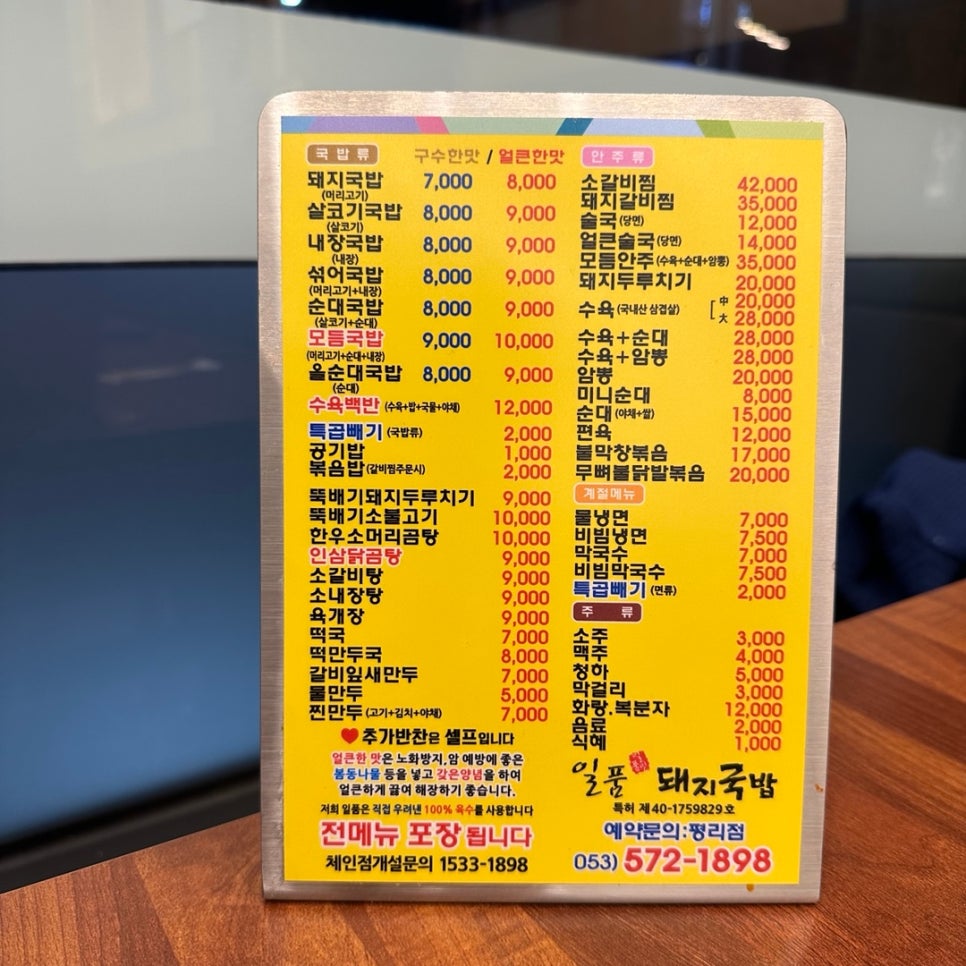 국밥류 구수한맛 / 얼큰한맛
돼지국밥 7,000 8,000
(머리고기)
살코기국밥 8,000 9,000
(살코기)
내장국밥 8,000 9,000
(내장)
섞어국밥 8,000 9,000
(머리고기+내장)
순대국밥 8,000 9,000
(살코기+순대)
모듬국밥 9,000 10,000
(머리고기+순대+내장)
올순대국밥 8,000 9,000
(순대)
수육백반 (수육+밥+국물+야채) 12,000
특곱빼기 (국밥류) 2,000
공기밥 1,000
볶음밥 (갈비찜주문시) 2,000
뚝배기돼지두루치기 9,000
뚝배기소불고기 10,000
한우소머리곰탕 10,000
인삼닭곰탕 9,000
소갈비탕 9,000
소내장탕 9,000
육개장 9,000
떡국 7,000
떡만두국 8,000
갈비잎새만두 7,000
물만두 5,000
찐만두 (고기+김치+야채) 7,000
♥ 추가반찬은 셀프입니다
얼큰한 맛은 노화방지,암 예방에 좋은
봄동나물 등을 넣고 갖은양념을 하여
얼큰하게 끓여 해장하기 좋습니다.
저희 일품은 직접 우려낸 100% 육수를 사용합니다
전메뉴 포장 됩니다
체인점개설문의 1533-1898
안주류
소갈비찜 42,000
돼지갈비찜 35,000
술국 (당면) 12,000
얼큰술국 (당면) 14,000
모듬안주 (수육+순대+암뽕) 35,000
돼지두루치기 20,000
수육 (국내산 삼겹살) [ 中 20,000
大 28,000
수육+순대 28,000
수육+암뽕 28,000
암뽕 20,000
미니순대 8,000
순대 (야채+쌀) 15,000
편육 12,000
불막창볶음 17,000
무뼈불닭발볶음 20,000
계절메뉴
물냉면 7,000
비빔냉면 7,500
막국수 7,000
비빔막국수 7,500
특곱빼기 (면류) 2,000
주류
소주 3,000
맥주 4,000
청하 5,000
막걸리 3,000
화랑.복분자 12,000
음료 2,000
식혜 1,000
일품 돼지국밥
특허 제 40-1759829호
예약문의:평리점
053) 572-1898